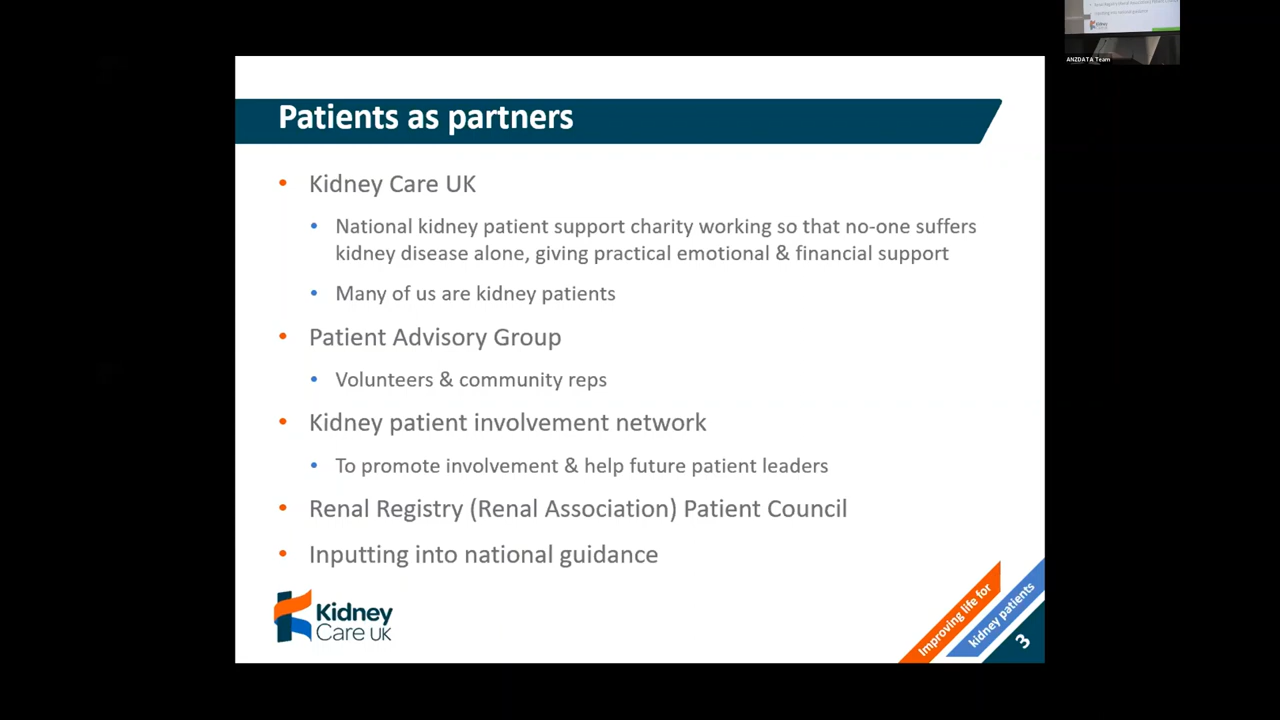 Patients as partners
Kidney Care UK
National kidney patient support charity working so that no-one suffers
kidney disease alone, giving practical emotional & financial support
Many of us are kidney patients
Patient Advisory Group
Volunteers & community reps
Kidney patient involvement network
To promote involvement & help future patient leaders
Renal Registry (Renal Association) Patient Council
Inputting into national guidance
Kidney
Care UK
Improving life for
kidney patients
3
ANZDATA Team